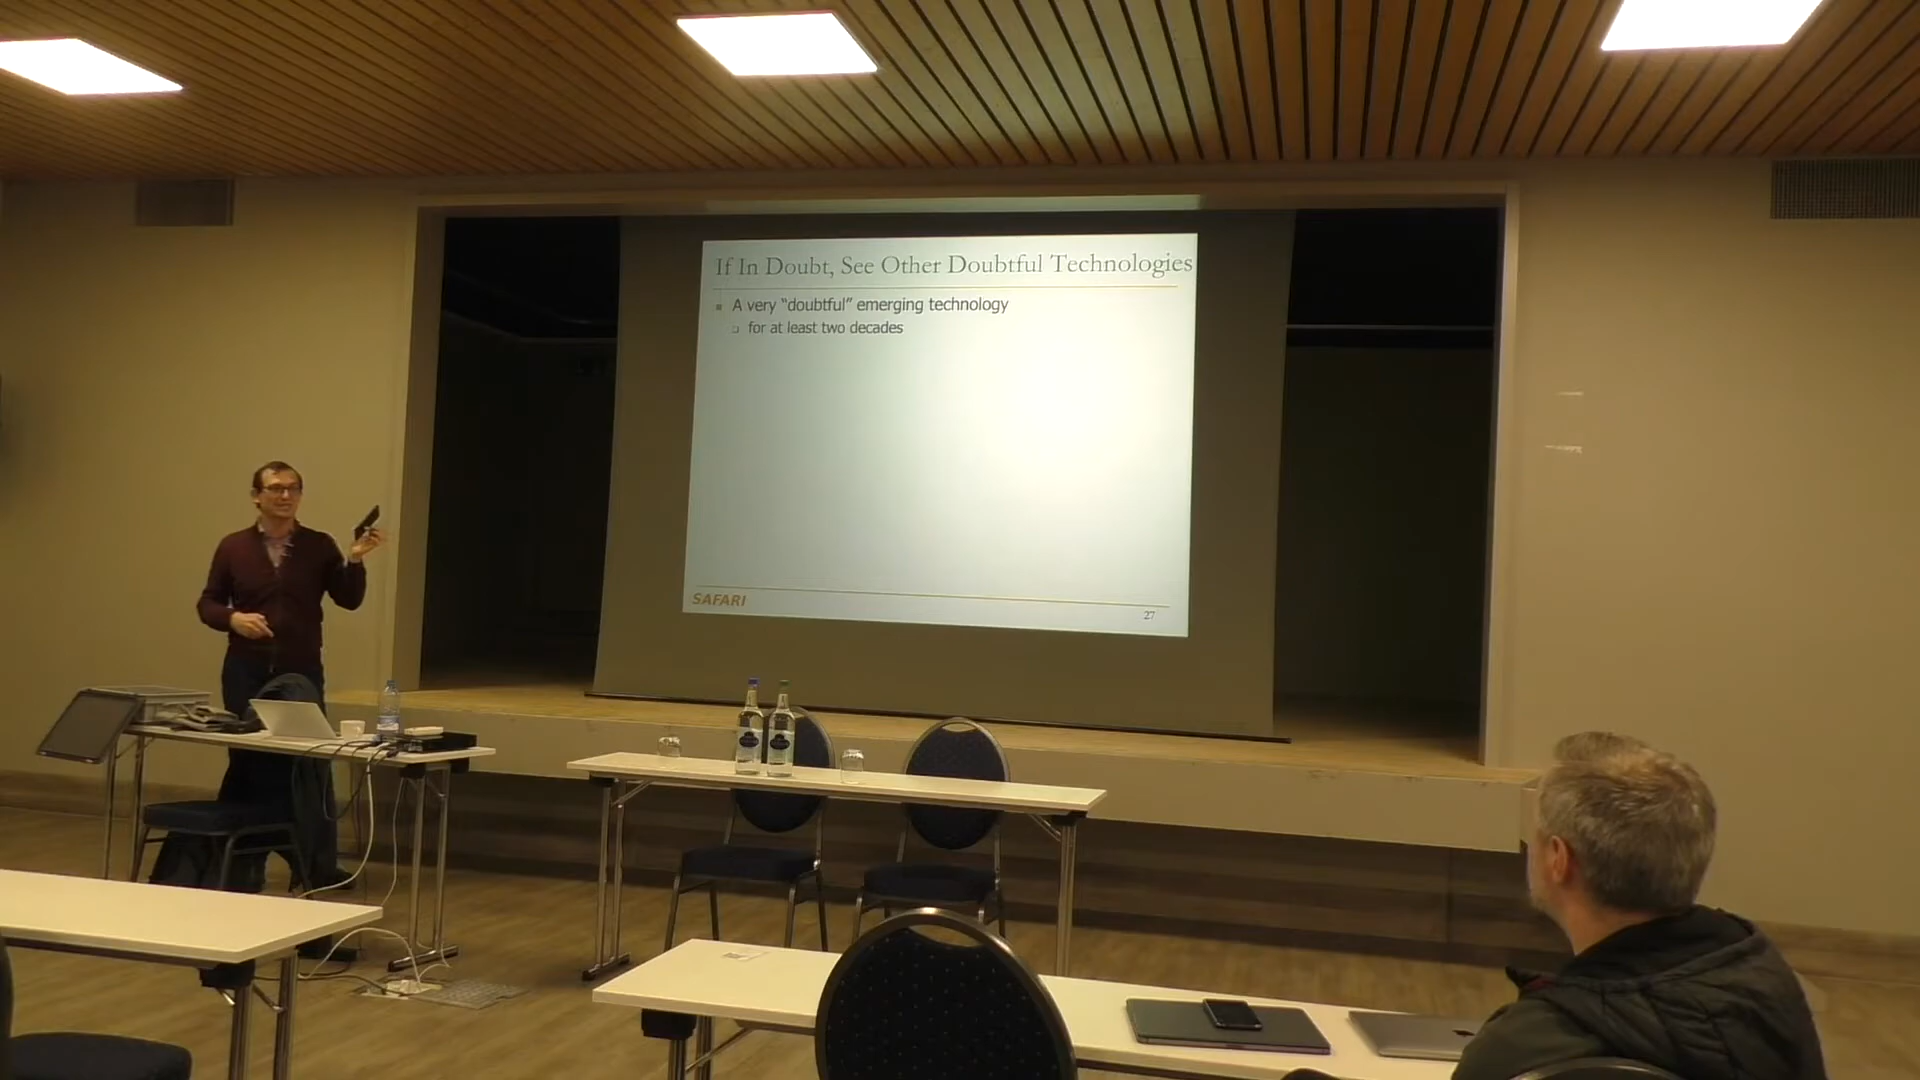 If In Doubt, See Other Doubtful Technologies
A very “doubtful” emerging technology
for at least two decades
SAFARI
27